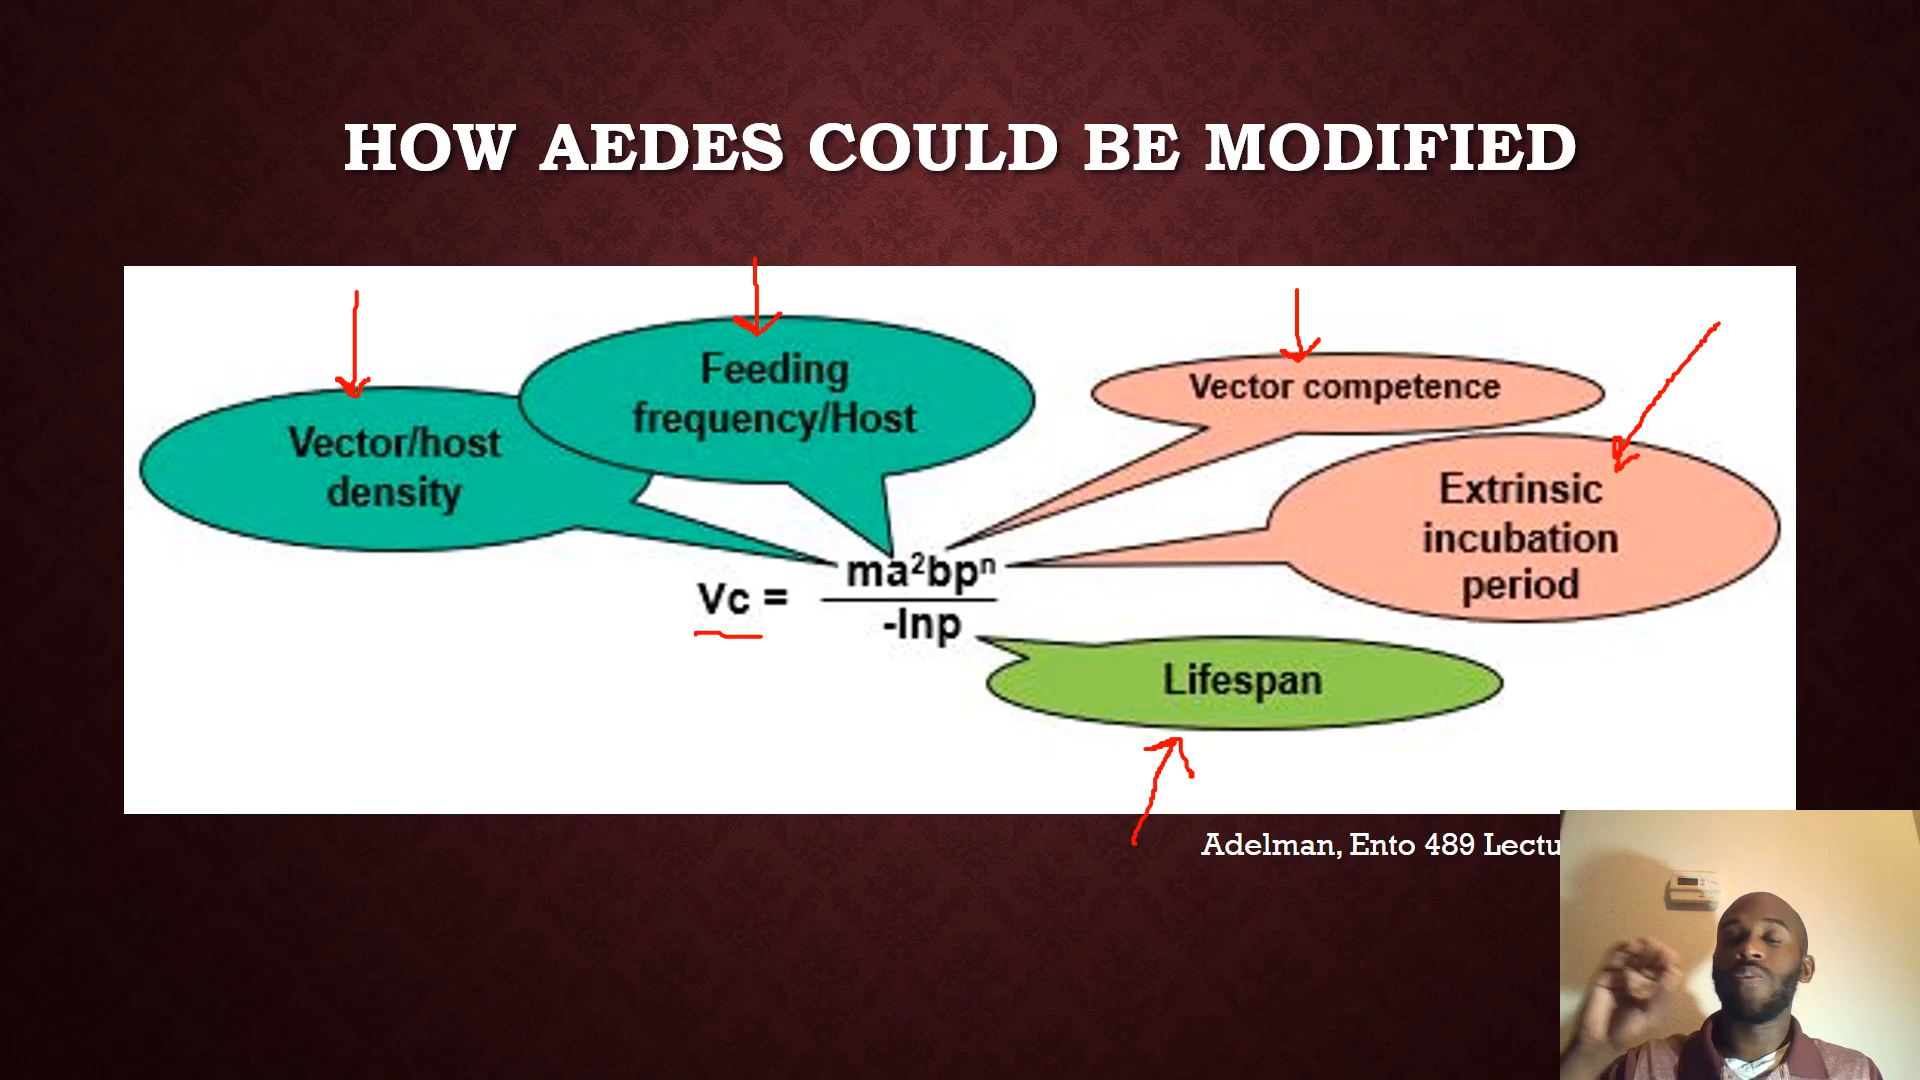 HOW AEDES COULD BE MODIFIED
Vector/host
density
Feeding
frequency/Host
Vector competence
Extrinsic
incubation
period
Vc = ma²bpⁿ
-lnp
Lifespan
Adelman, Ento 489